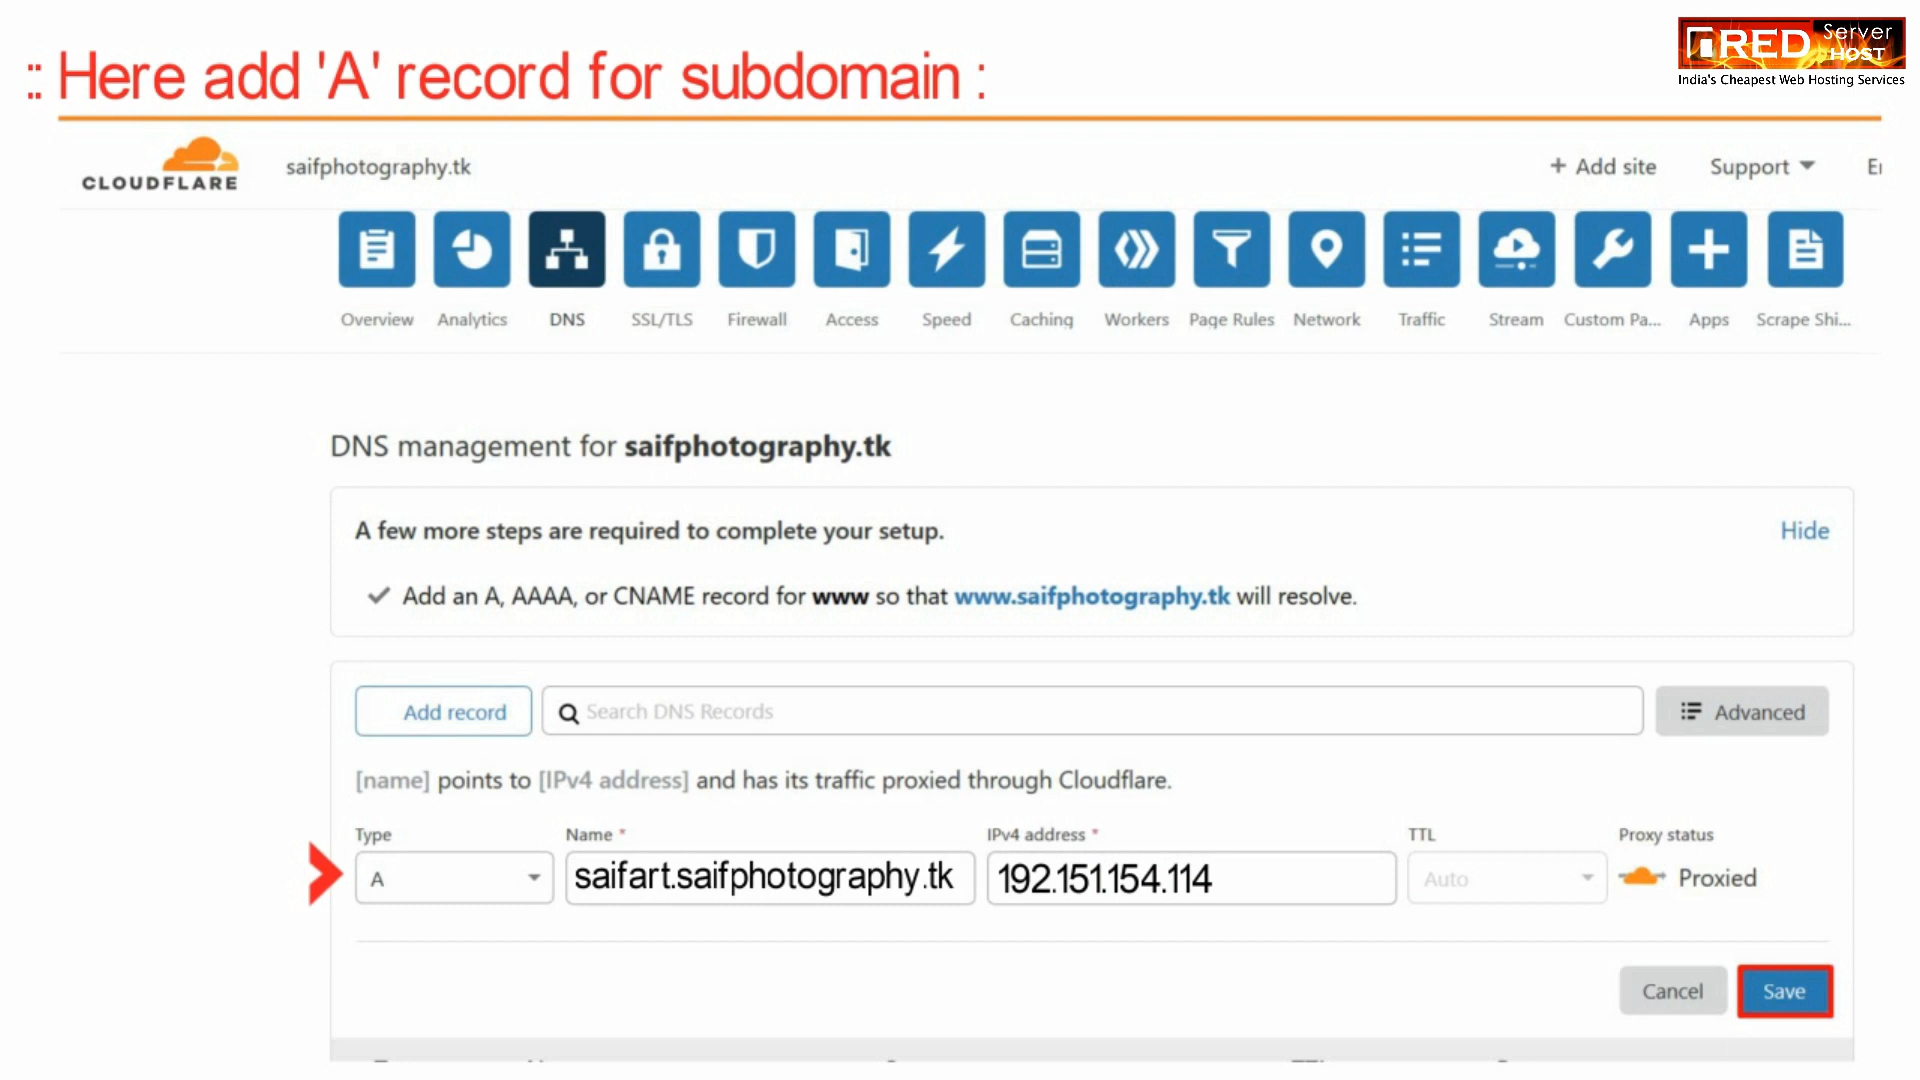 :: Here add 'A' record for subdomain :
RED Server HOST
India's Cheapest Web Hosting Services
CLOUDFLARE
saifphotography.tk
+ Add site
Support
Overview Analytics DNS SSL/TLS Firewall Access Speed Caching Workers Page Rules Network Traffic Stream Custom Pa... Apps Scrape Shi...
DNS management for saifphotography.tk
A few more steps are required to complete your setup.
Hide
Add an A, AAAA, or CNAME record for www so that www.saifphotography.tk will resolve.
Add record
Search DNS Records
Advanced
[name] points to [IPv4 address] and has its traffic proxied through Cloudflare.
Type Name * IPv4 address * TTL Proxy status
A saifart.saifphotography.tk 192.151.154.114 Auto Proxied
Cancel
Save